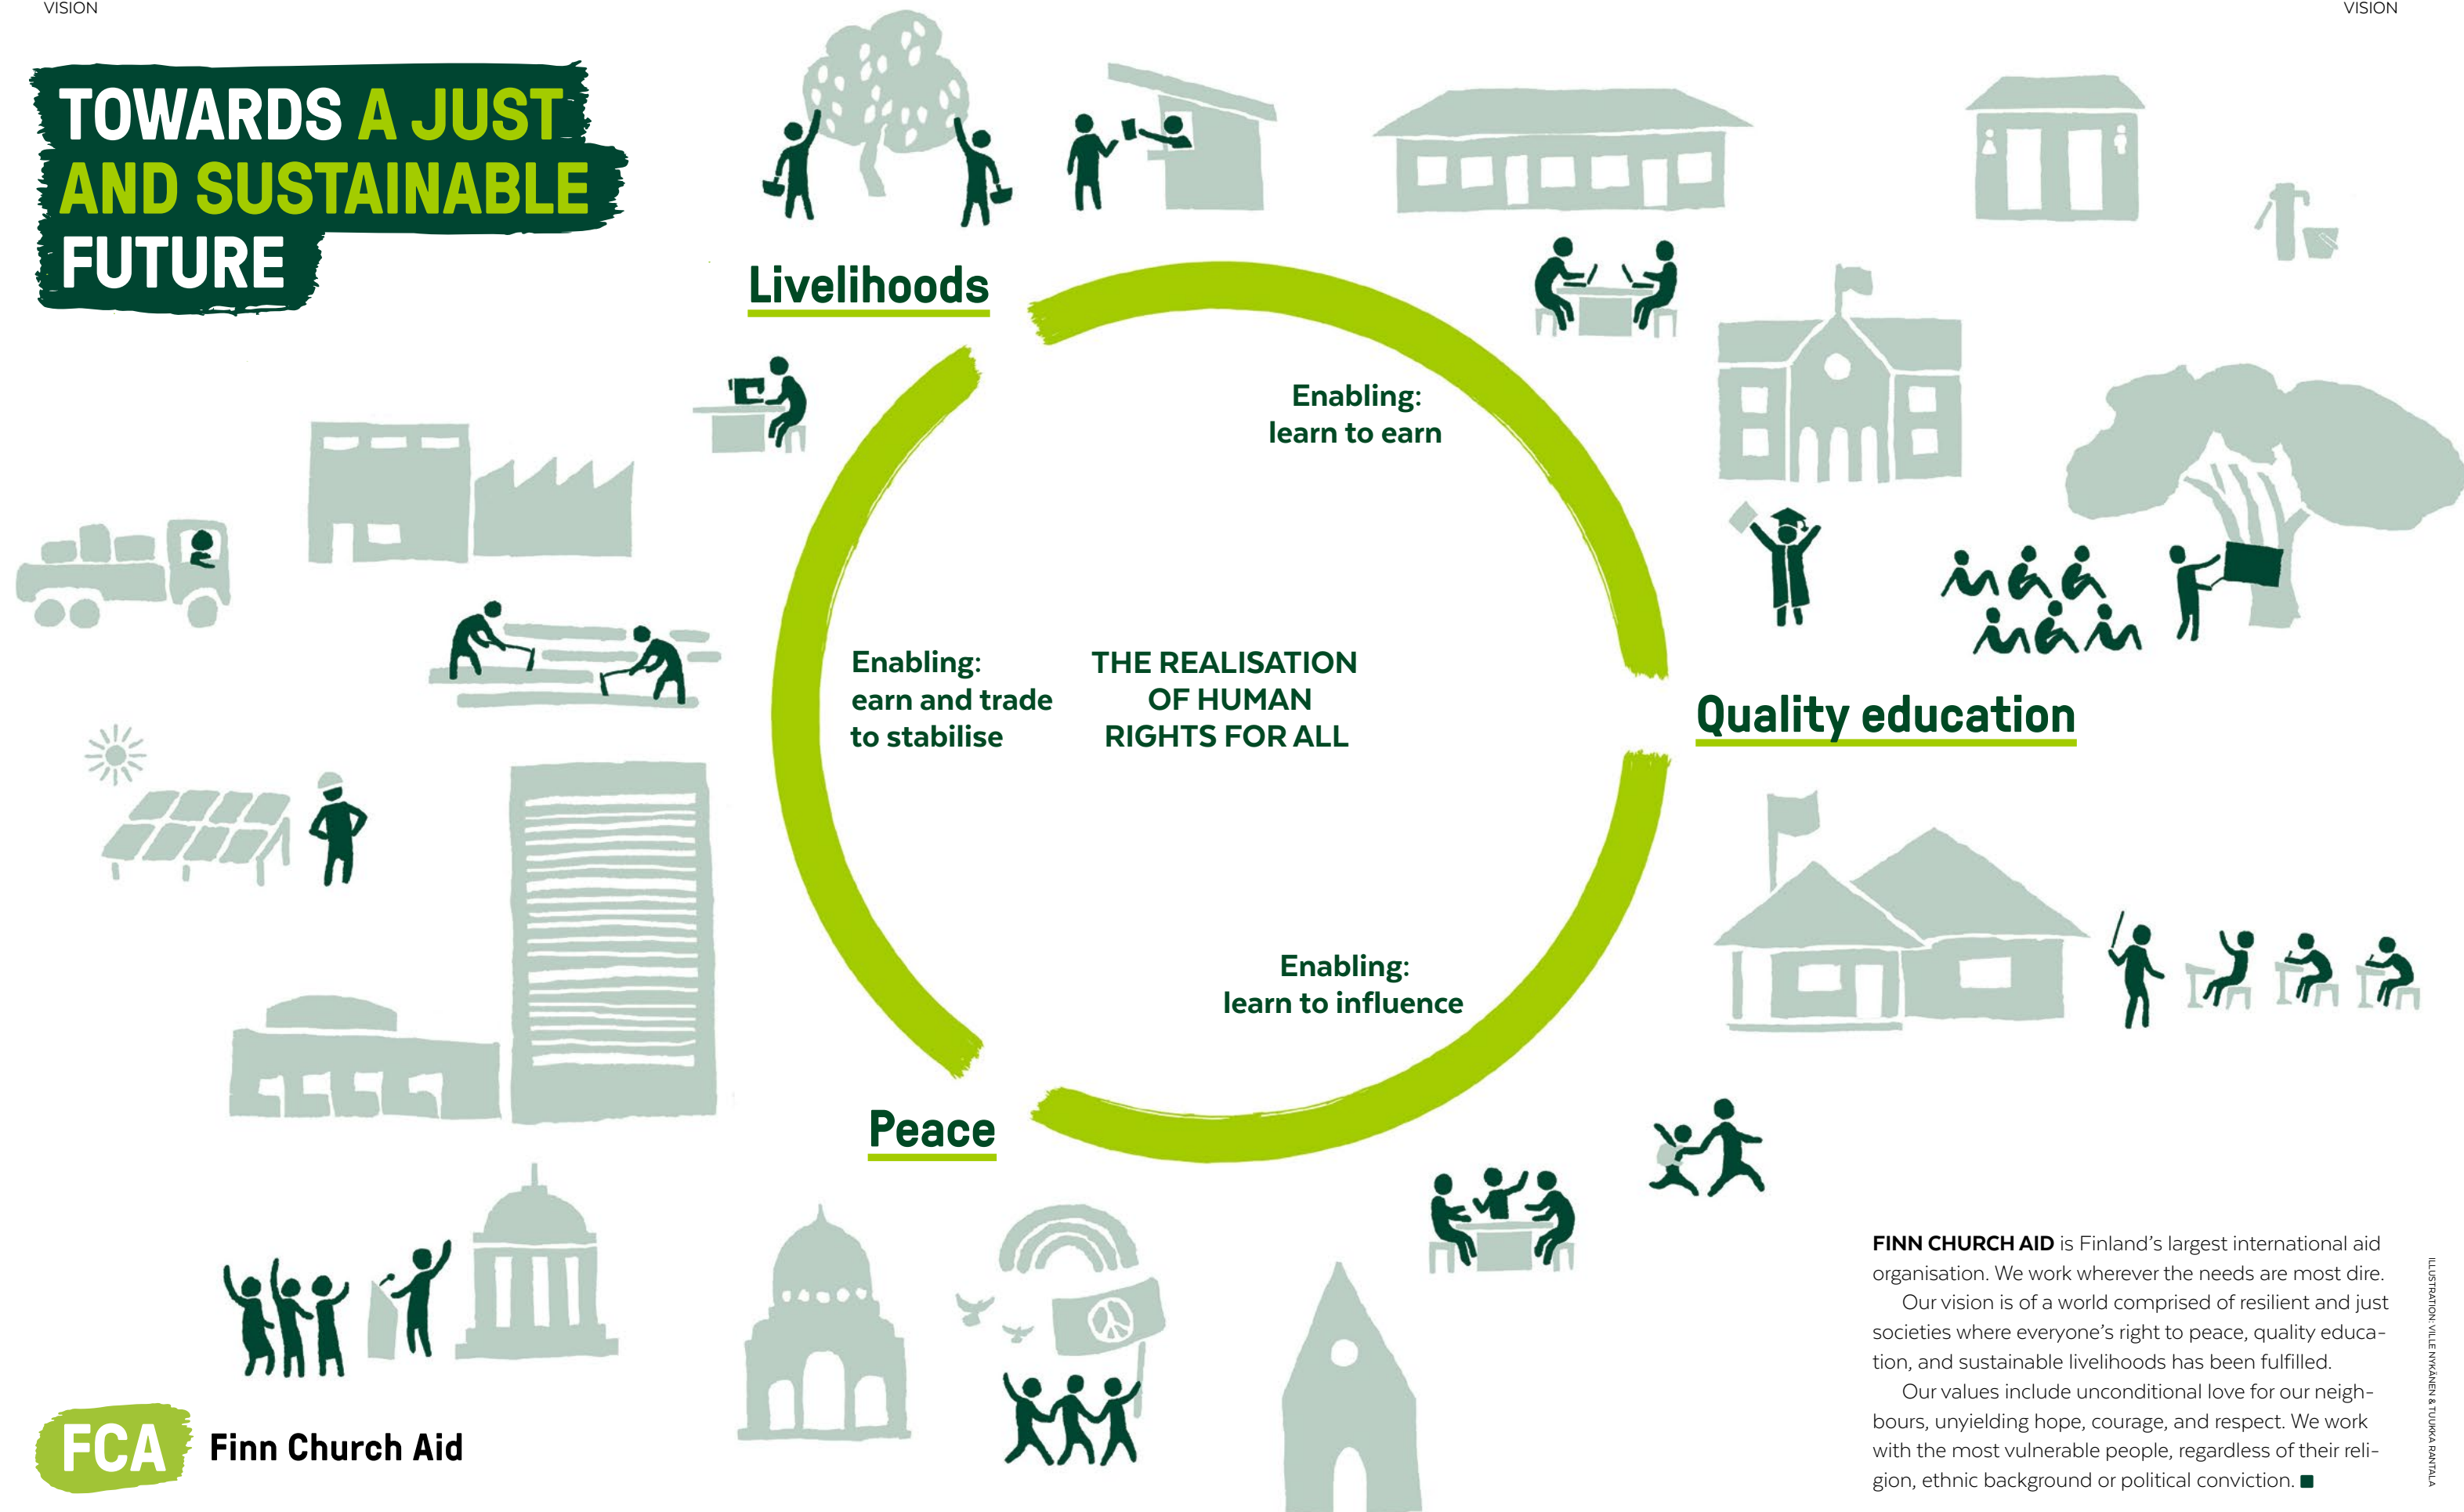 VISION
VISION
TOWARDS A JUST
AND SUSTAINABLE
FUTURE
Livelihoods
Enabling:
learn to earn
Enabling:
earn and trade
to stabilise
THE REALISATION
OF HUMAN
RIGHTS FOR ALL
Quality education
Enabling:
learn to influence
Peace
FINN CHURCH AID is Finland’s largest international aid
organisation. We work wherever the needs are most dire.
Our vision is of a world comprised of resilient and just
societies where everyone’s right to peace, quality educa-
tion, and sustainable livelihoods has been fulfilled.
Our values include unconditional love for our neigh-
bours, unyielding hope, courage, and respect. We work
with the most vulnerable people, regardless of their reli-
gion, ethnic background or political conviction.
ILLUSTRATION: VILLE NYKÄNEN & TUUKKA RANTALA
FCA
Finn Church Aid